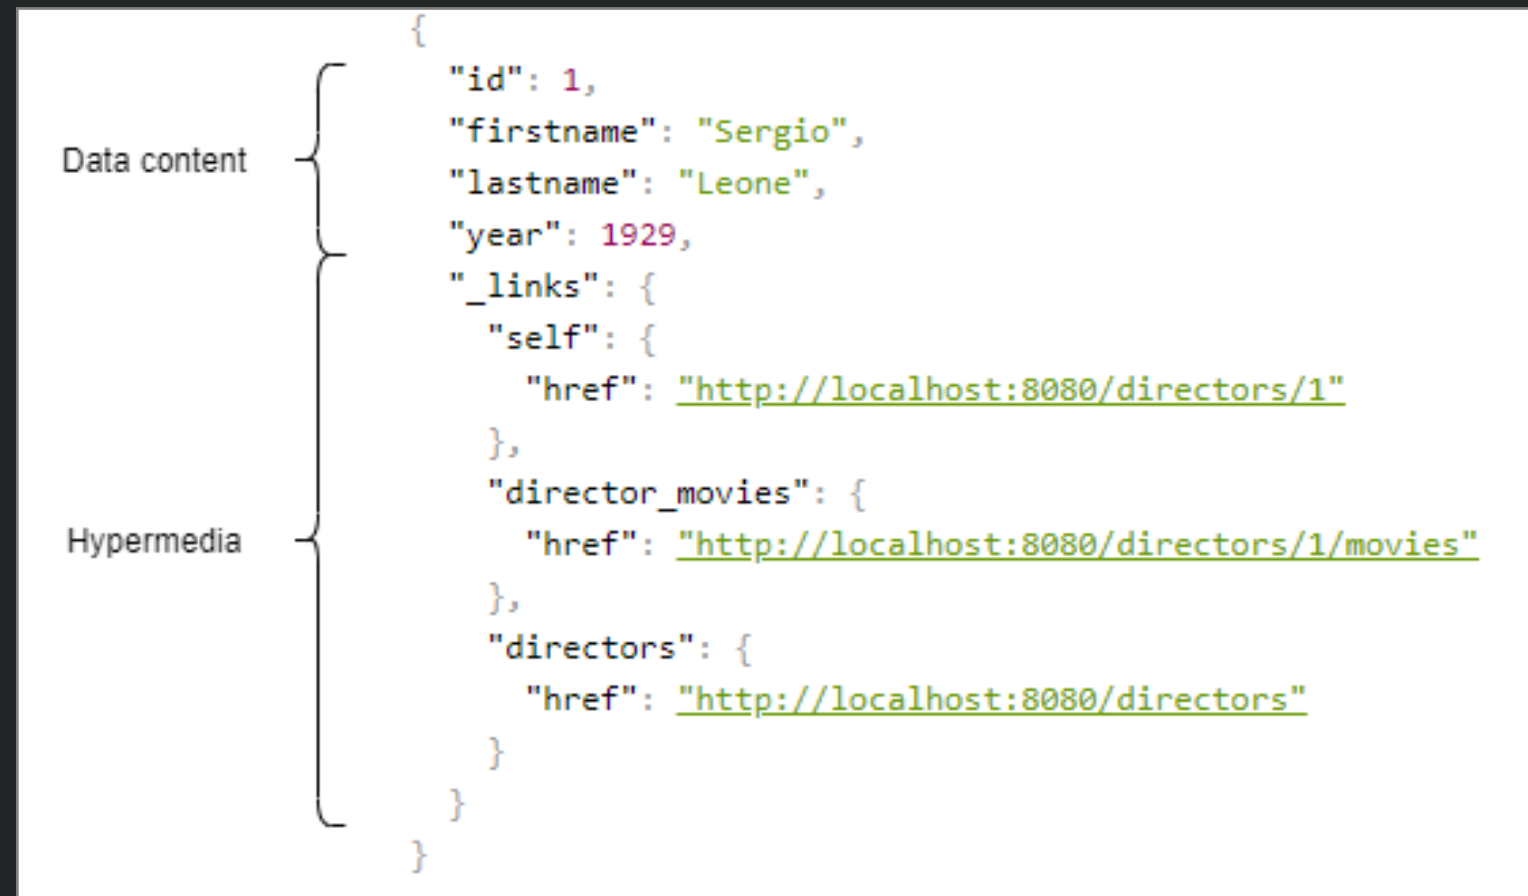 {
"id": 1,
"firstname": "Sergio",
Data content
"lastname": "Leone",
"year": 1929,
"_links": {
"self": {
"href": "http://localhost:8080/directors/1"
},
"director_movies": {
Hypermedia
"href": "http://localhost:8080/directors/1/movies"
},
"directors": {
"href": "http://localhost:8080/directors"
}
}
}